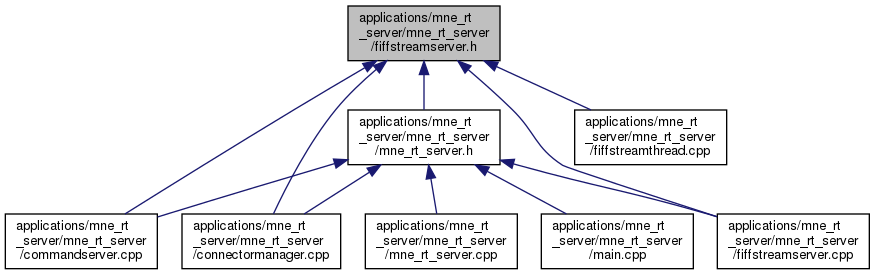 applications/mne_rt
_server/mne_rt_server
/fiffstreamserver.h
applications/mne_rt
_server/mne_rt_server
/mne_rt_server.h
applications/mne_rt
_server/mne_rt_server
/fiffstreamthread.cpp
applications/mne_rt
_server/mne_rt_server
/commandserver.cpp
applications/mne_rt
_server/mne_rt_server
/connectormanager.cpp
applications/mne_rt
_server/mne_rt_server
/mne_rt_server.cpp
applications/mne_rt
_server/mne_rt_server
/main.cpp
applications/mne_rt
_server/mne_rt_server
/fiffstreamserver.cpp